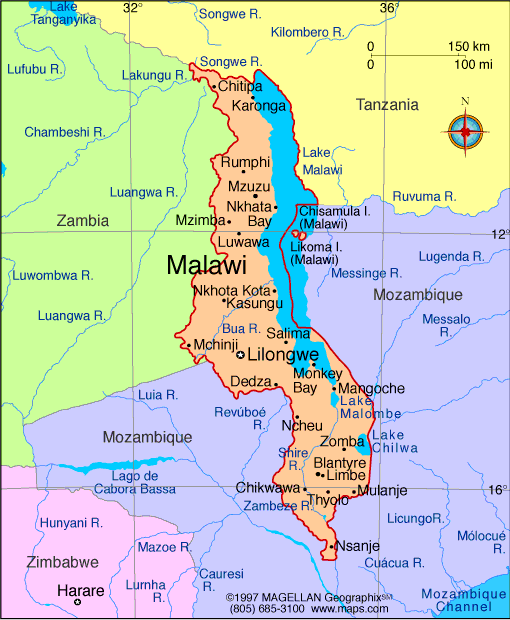 Lake
Tanganyika
32°
36°
Songwe R.
Kilombero R.
0 150 km
0 100 mi
Songwe R.
Lufubu R.
Lakungu R.
Chitipa
Karonga
Tanzania
N
Chambeshi R.
Lake
Malawi
Rumphi
Mzuzu
Luangwa R.
Nkhata
Bay
Ruvuma R.
Chisamula I.
(Malawi)
Mzimba
Zambia
Luwawa
12°
Likoma I.
(Malawi)
Lugenda R.
Malawi
Messinge R.
Luwombwa R.
Nkhota Kota
Kasungu
Mozambique
Luangwa R.
Messalo
R.
Bua R.
Salima
Mchinji
Lilongwe
Monkey
Bay
Dedza
Mangoche
Luia R.
Lake
Malombe
Revúboé
R.
Ncheu
Mozambique
Zomba
Lake
Chilwa
Shire
R.
Blantyre
Limbe
Lago de
Cabora Bassa
Chikwawa
Thyolo
Mulanje
16°
Zambeze R.
Hunyani R.
LicungoR.
Mólocué
R.
Mazoe R.
Nsanje
Zimbabwe
Cuácua R.
Cauresi
R.
Lurnha
R.
Harare
Mozambique
Channel
©1997 MAGELLAN Geographix℠
(805) 685-3100 www.maps.com